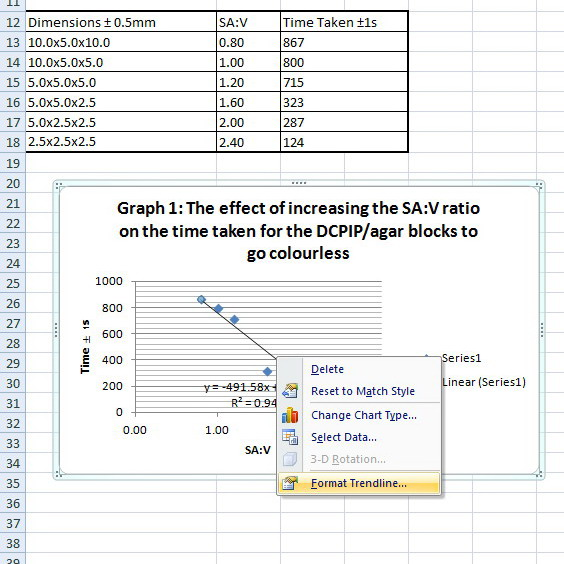 11
12 Dimensions ± 0.5mm SA:V Time Taken ±1s
13 10.0x5.0x10.0 0.80 867
14 10.0x5.0x5.0 1.00 800
15 5.0x5.0x5.0 1.20 715
16 5.0x5.0x2.5 1.60 323
17 5.0x2.5x2.5 2.00 287
18 2.5x2.5x2.5 2.40 124
19
20
21
22
23
24
25
26
27
28
29
30
31
32
33
34
35
36
37
38
39
Graph 1: The effect of increasing the SA:V ratio
on the time taken for the DCPIP/agar blocks to
go colourless
1000
800
600
400
200
0
Time ± 1s
0.00 1.00
SA:V
y = -491.58x +
R² = 0.94
Series1
Linear (Series1)
Delete
Reset to Match Style
Change Chart Type...
Select Data...
3-D Rotation...
Format Trendline...